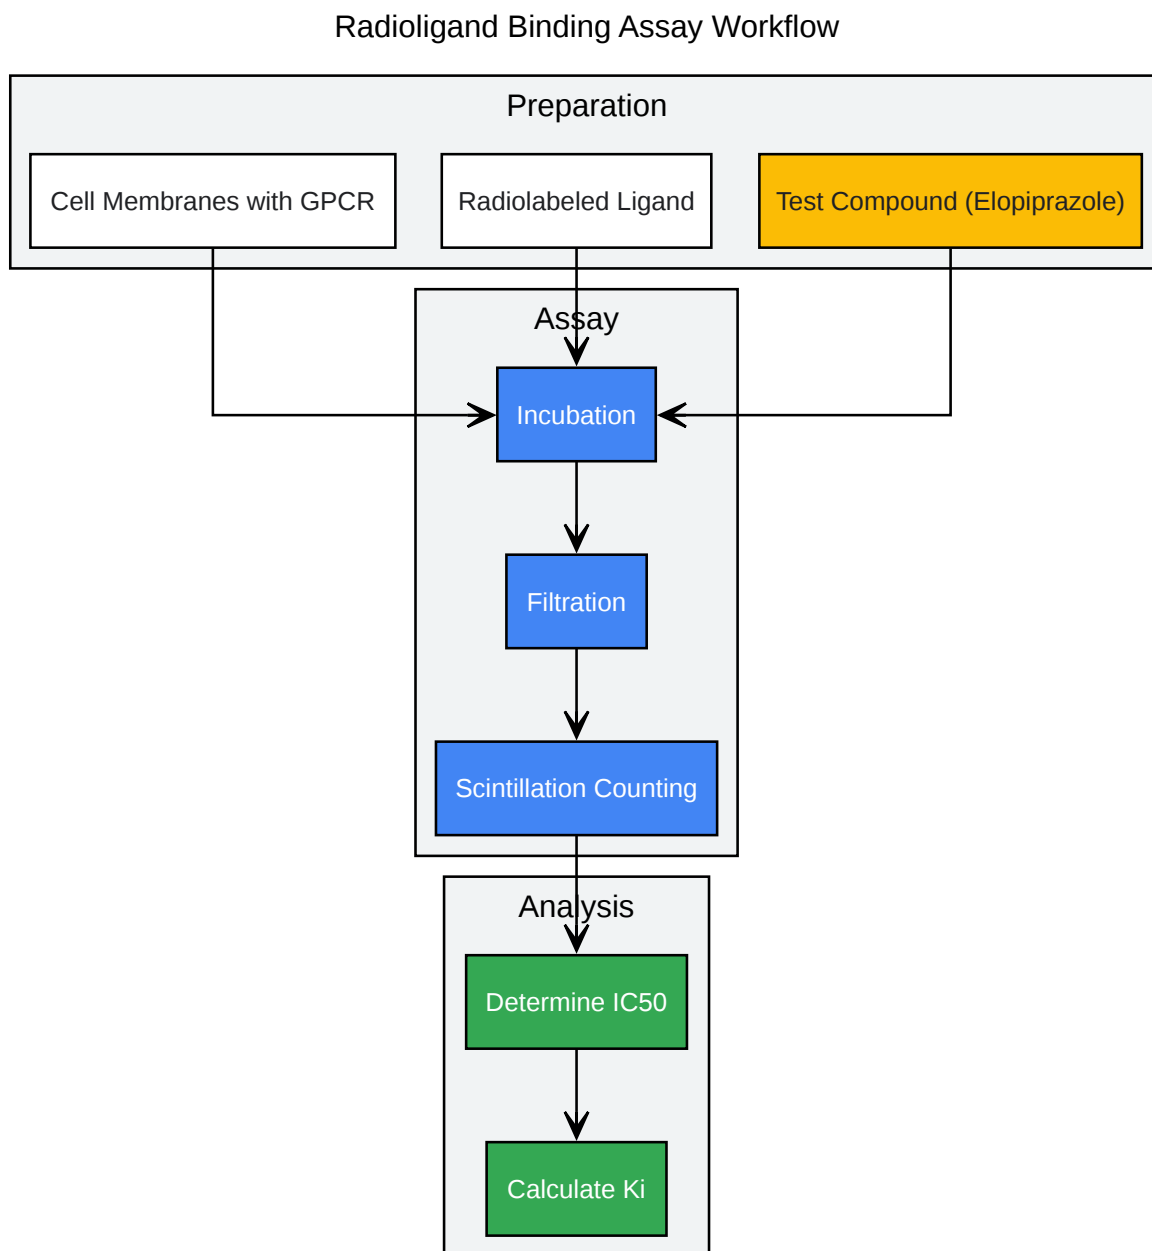 Radioligand Binding Assay Workflow
Preparation
Cell Membranes with GPCR
Radiolabeled Ligand
Test Compound (Elopiprazole)
Assay
Incubation
Filtration
Scintillation Counting
Analysis
Determine IC50
Calculate Ki